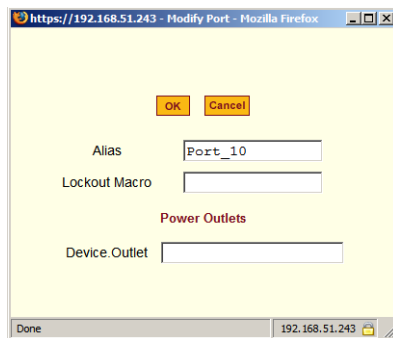 https://192.168.51.243 - Modify Port - Mozilla Firefox
OK Cancel
Alias Port_10
Lockout Macro
Power Outlets
Device.Outlet
Done 192.168.51.243